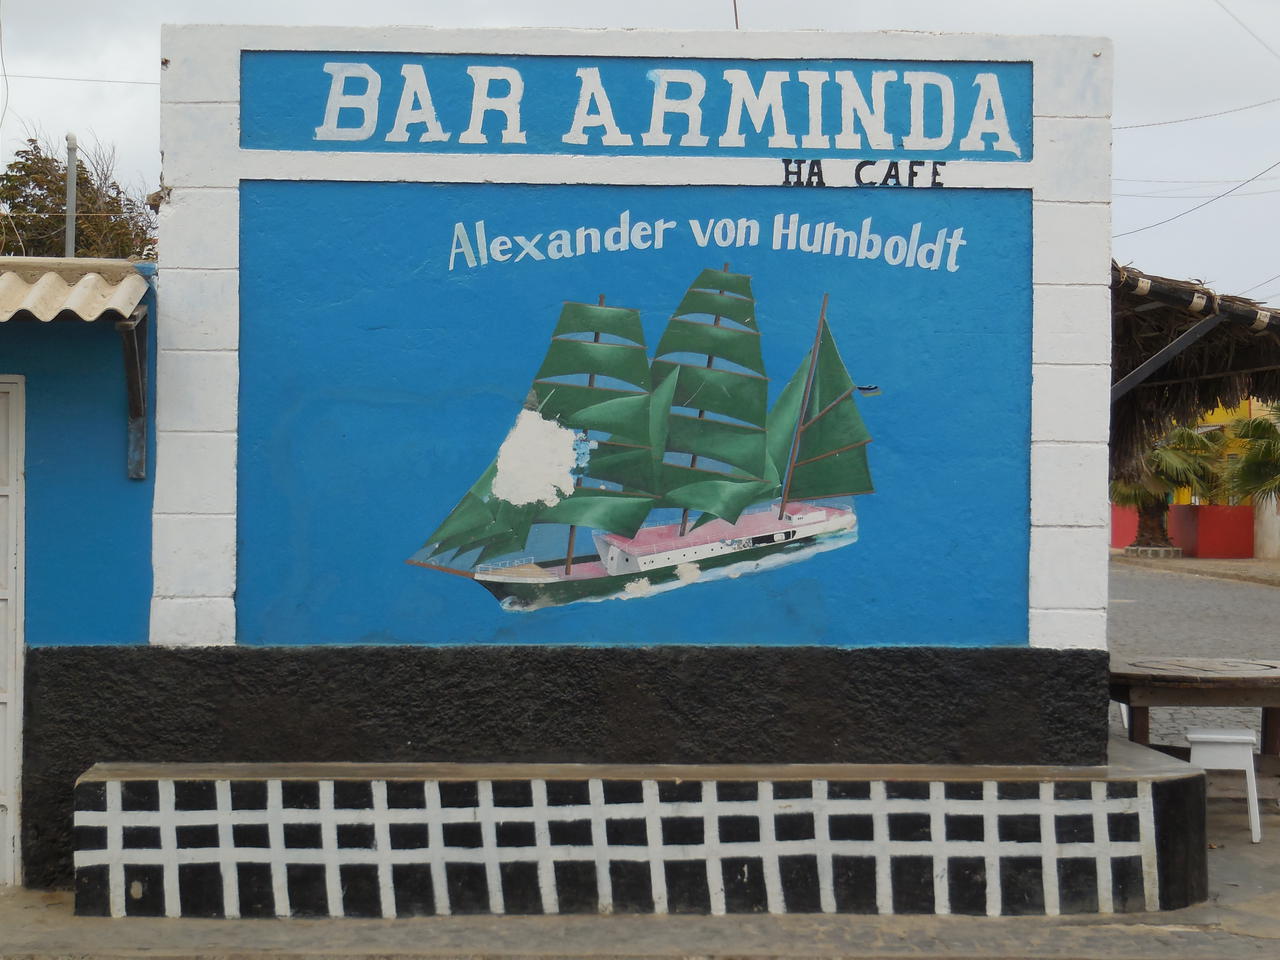 BAR ARMINDA
HA CAFE
Alexander von Humboldt